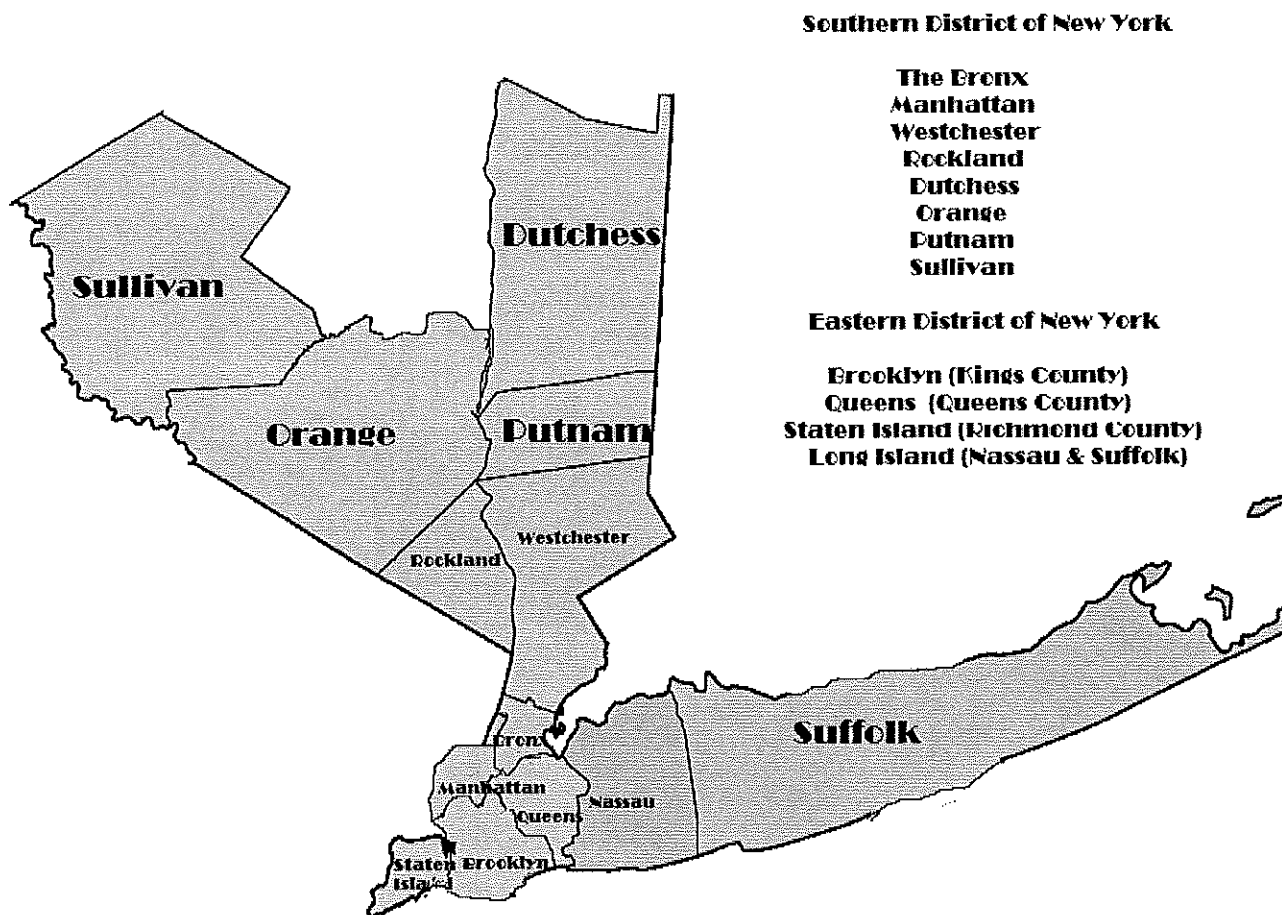 Southern District of New York
The Bronx
Manhattan
Westchester
Rockland
Dutchess
Orange
Putnam
Sullivan
Eastern District of New York
Brooklyn (Kings County)
Queens (Queens County)
Staten Island (Richmond County)
Long Island (Nassau & Suffolk)
Dutchess
Sullivan
Orange
Putnam
Westchester
Rockland
Suffolk
Bronx
Manhattan
Nassau
Queens
Staten
Island
Brooklyn